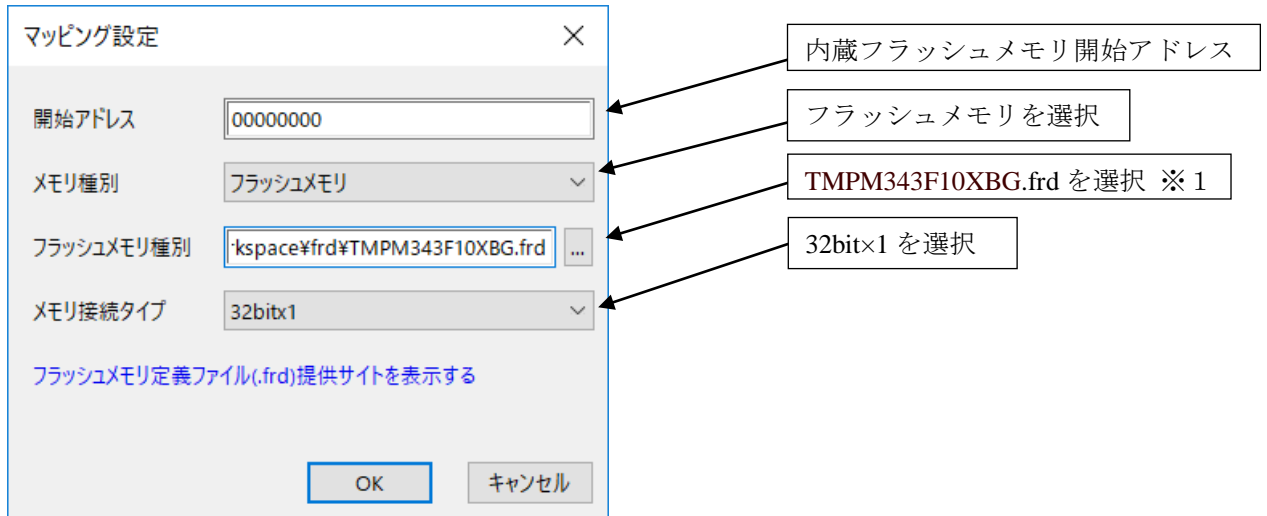 マッピング設定
内蔵フラッシュメモリ開始アドレス
開始アドレス
00000000
フラッシュメモリを選択
メモリ種別
フラッシュメモリ
TMPM343F10XBG.frd を選択 ※１
フラッシュメモリ種別
kspace¥frd¥TMPM343F10XBG.frd
...
32bit×1 を選択
メモリ接続タイプ
32bitx1
フラッシュメモリ定義ファイル(.frd)提供サイトを表示する
OK
キャンセル